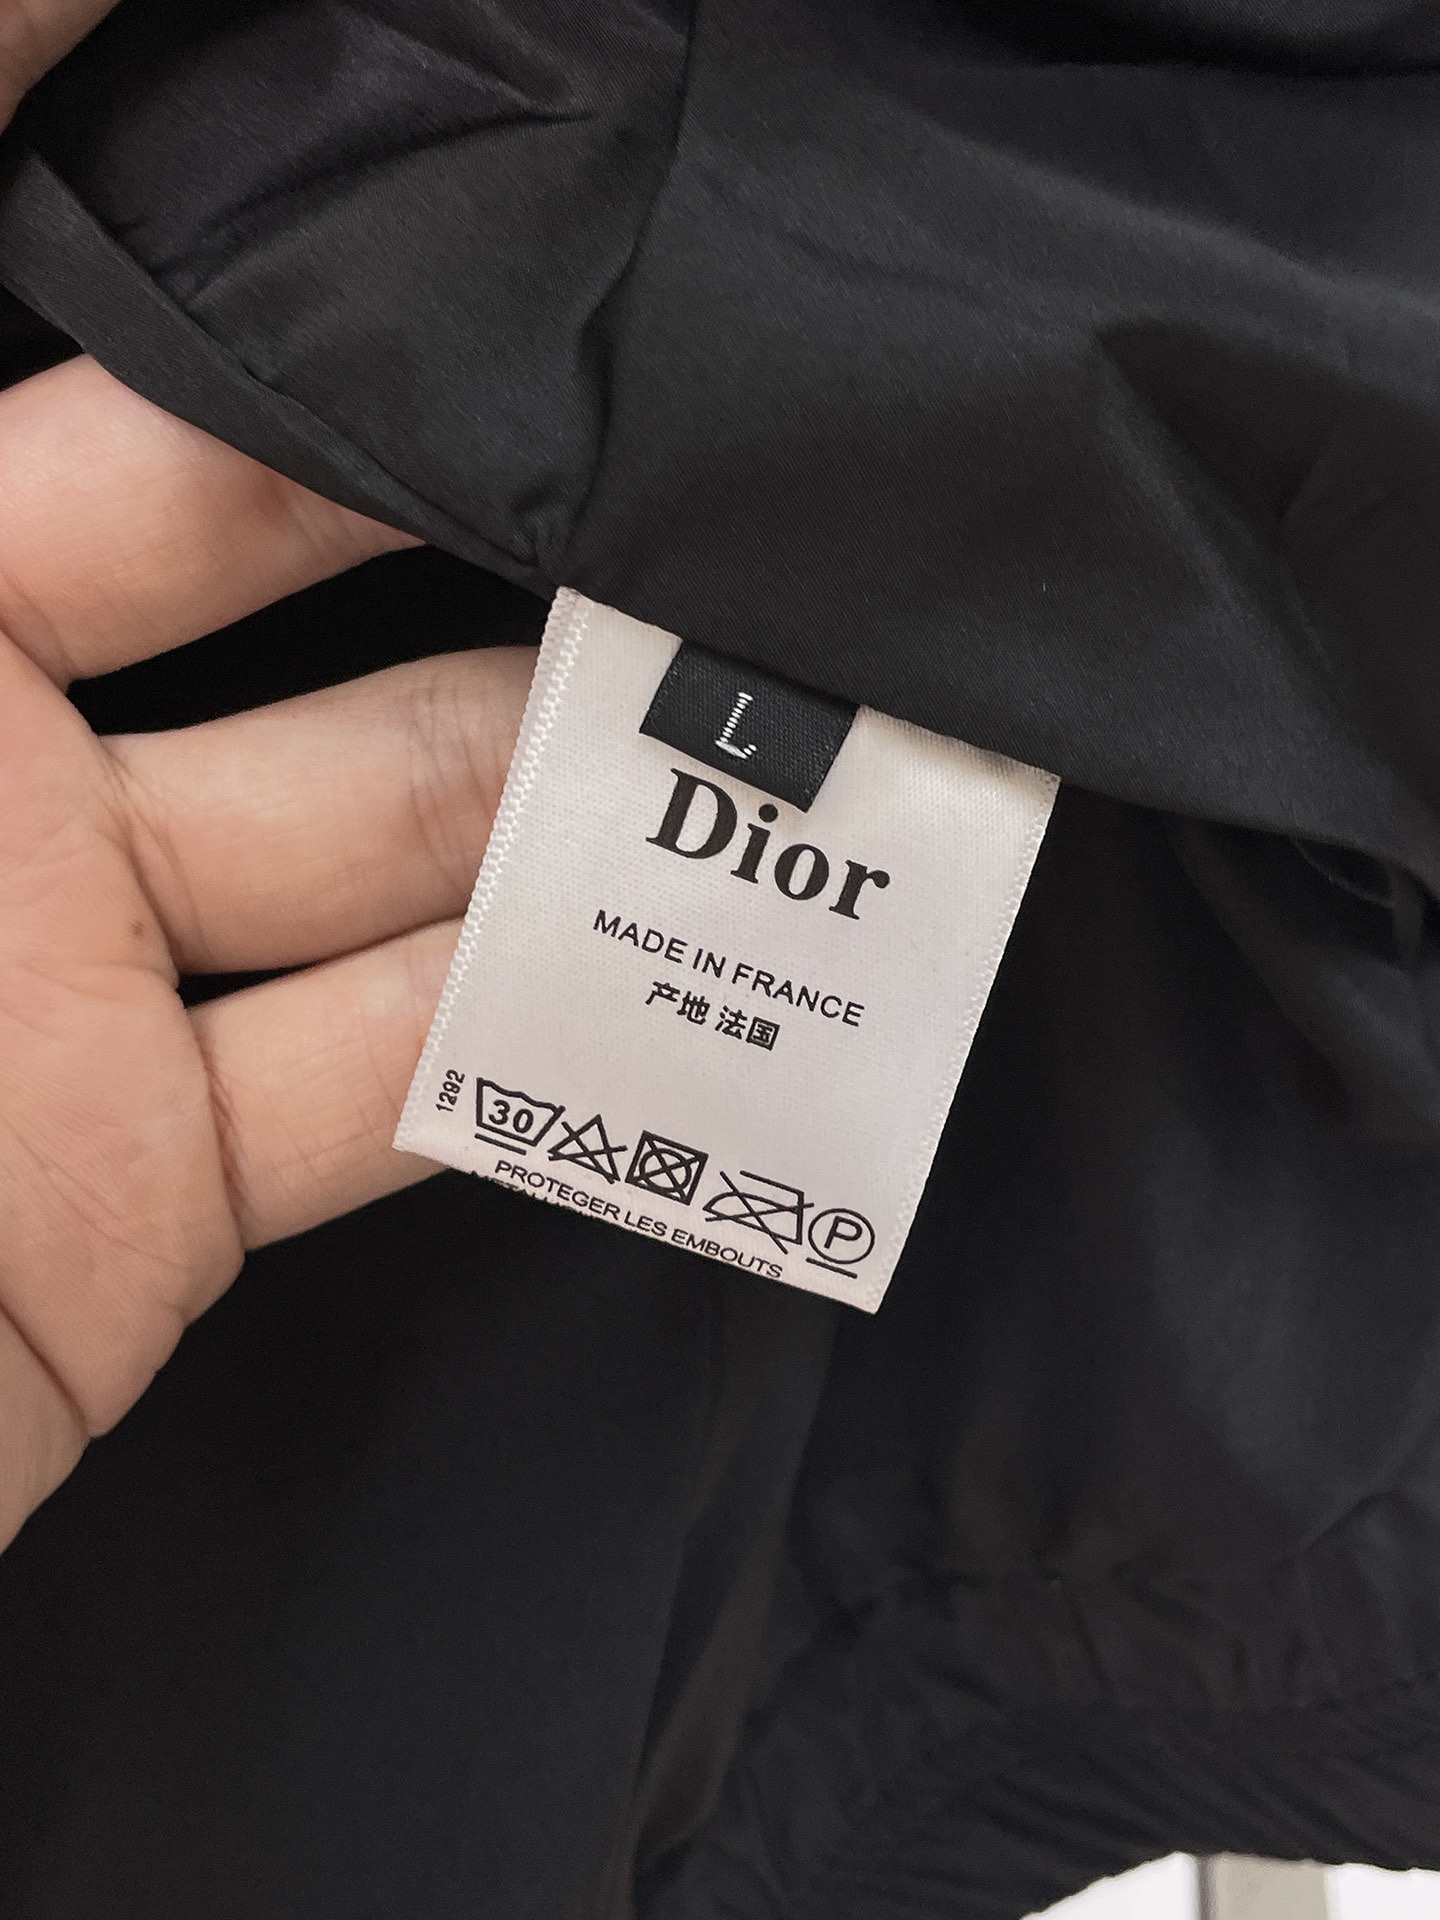 L
Dior
MADE IN FRANCE
产地 法国
1292
30
P
PROTEGER LES EMBOUTS